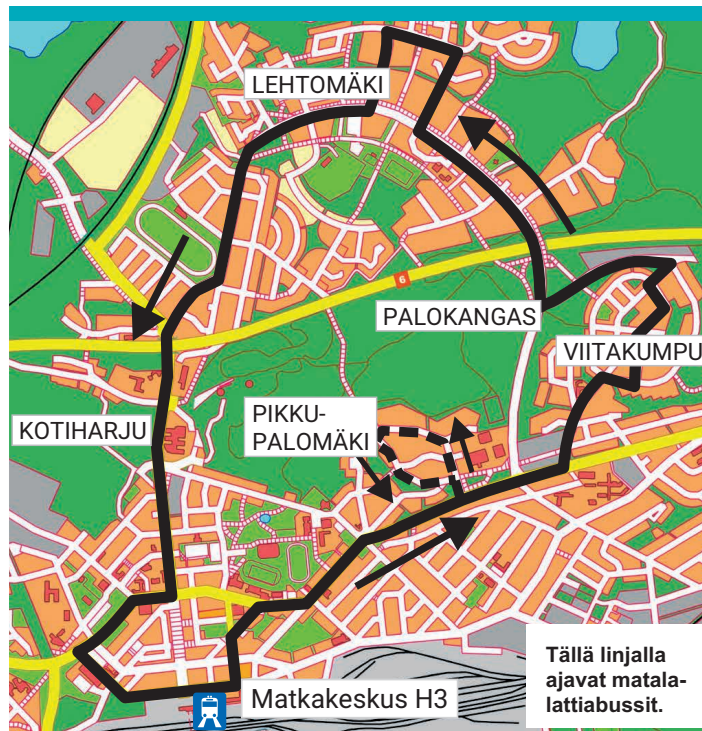 LEHTOMÄKI
6
PALOKANGAS
VIITAKUMPU
PIKKU-
PALOMÄKI
KOTIHARJU
Tällä linjalla
ajavat matala-
lattiabussit.
Matkakeskus H3